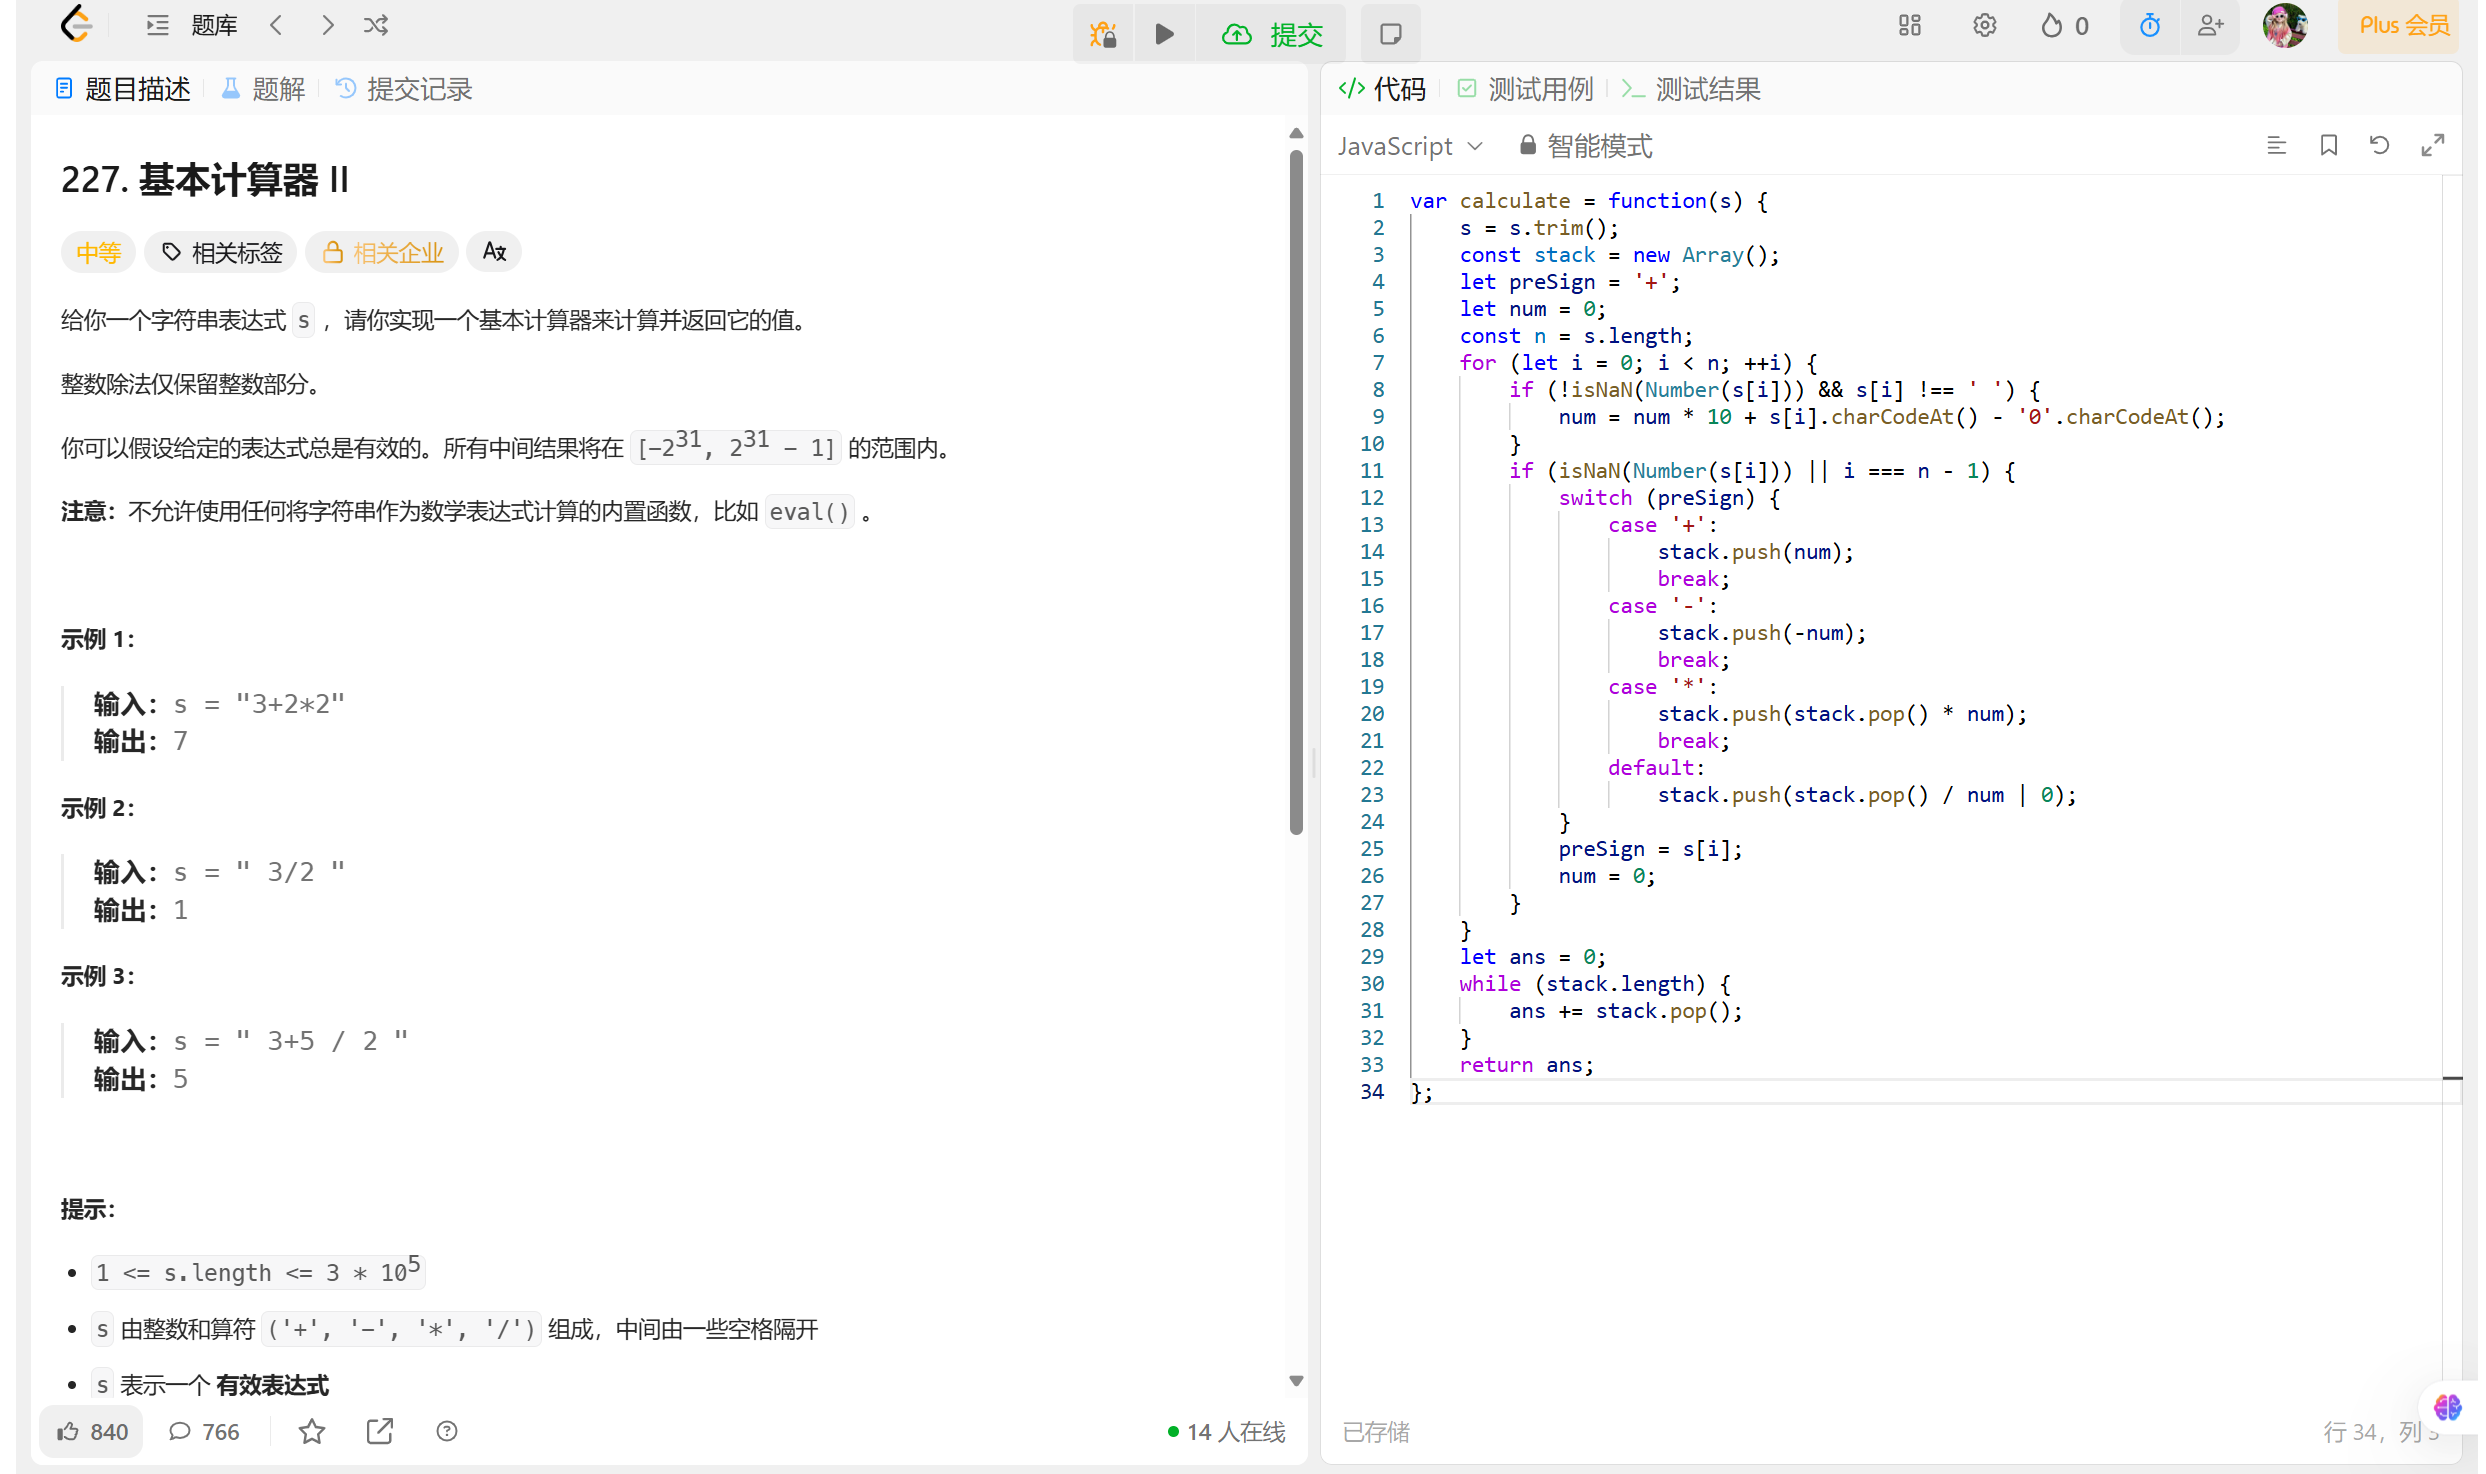 题库
提交
0
Plus 会员
题目描述
题解
提交记录
227. 基本计算器 II
中等
相关标签
相关企业
给你一个字符串表达式 s ，请你实现一个基本计算器来计算并返回它的值。
整数除法仅保留整数部分。
你可以假设给定的表达式总是有效的。所有中间结果将在 [-2^31, 2^31 - 1] 的范围内。
注意：不允许使用任何将字符串作为数学表达式计算的内置函数，比如 eval() 。
示例 1：
输入：s = "3+2*2"
输出：7
示例 2：
输入：s = " 3/2 "
输出：1
示例 3：
输入：s = " 3+5 / 2 "
输出：5
提示：
1 <= s.length <= 3 * 10^5
s 由整数和算符 ('+', '-', '*', '/') 组成，中间由一些空格隔开
s 表示一个 有效表达式
840
766
14 人在线
代码
测试用例
测试结果
JavaScript
智能模式
1 var calculate = function(s) {
2 s = s.trim();
3 const stack = new Array();
4 let preSign = '+';
5 let num = 0;
6 const n = s.length;
7 for (let i = 0; i < n; ++i) {
8 if (!isNaN(Number(s[i])) && s[i] !== ' ') {
9 num = num * 10 + s[i].charCodeAt() - '0'.charCodeAt();
10 }
11 if (isNaN(Number(s[i])) || i === n - 1) {
12 switch (preSign) {
13 case '+':
14 stack.push(num);
15 break;
16 case '-':
17 stack.push(-num);
18 break;
19 case '*':
20 stack.push(stack.pop() * num);
21 break;
22 default:
23 stack.push(stack.pop() / num | 0);
24 }
25 preSign = s[i];
26 num = 0;
27 }
28 }
29 let ans = 0;
30 while (stack.length) {
31 ans += stack.pop();
32 }
33 return ans;
34 };
已存储
行 34，列 3